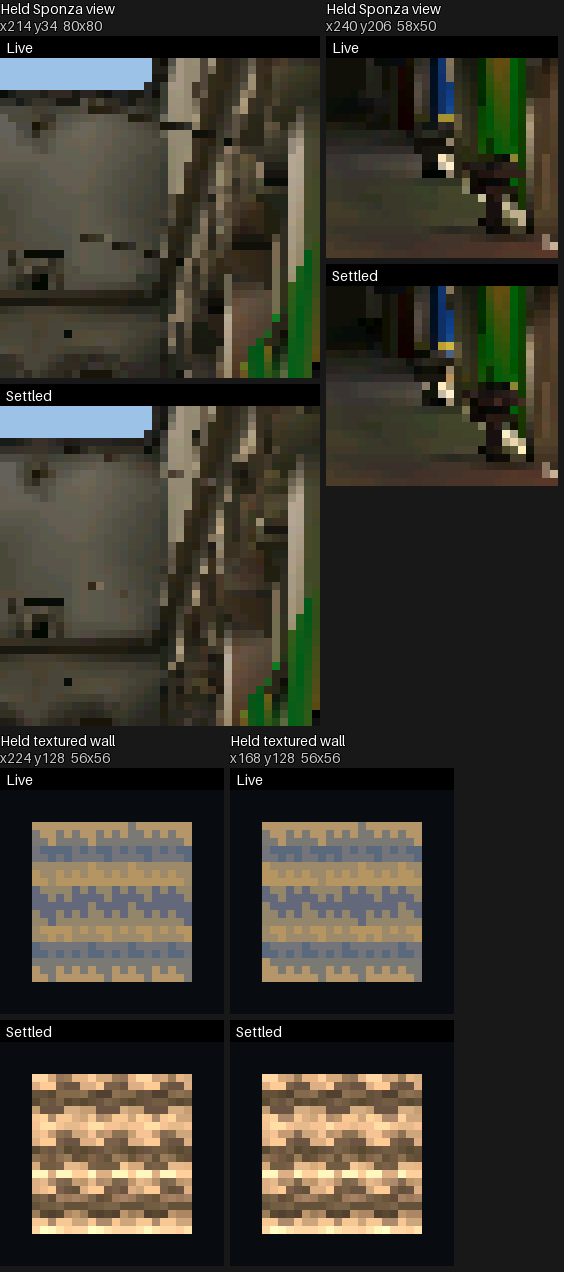 Held Sponza view
x214 y34 80x80
Live
Settled
Held Sponza view
x240 y206 58x50
Live
Settled
Held textured wall
x224 y128 56x56
Live
Settled
Held textured wall
x168 y128 56x56
Live
Settled